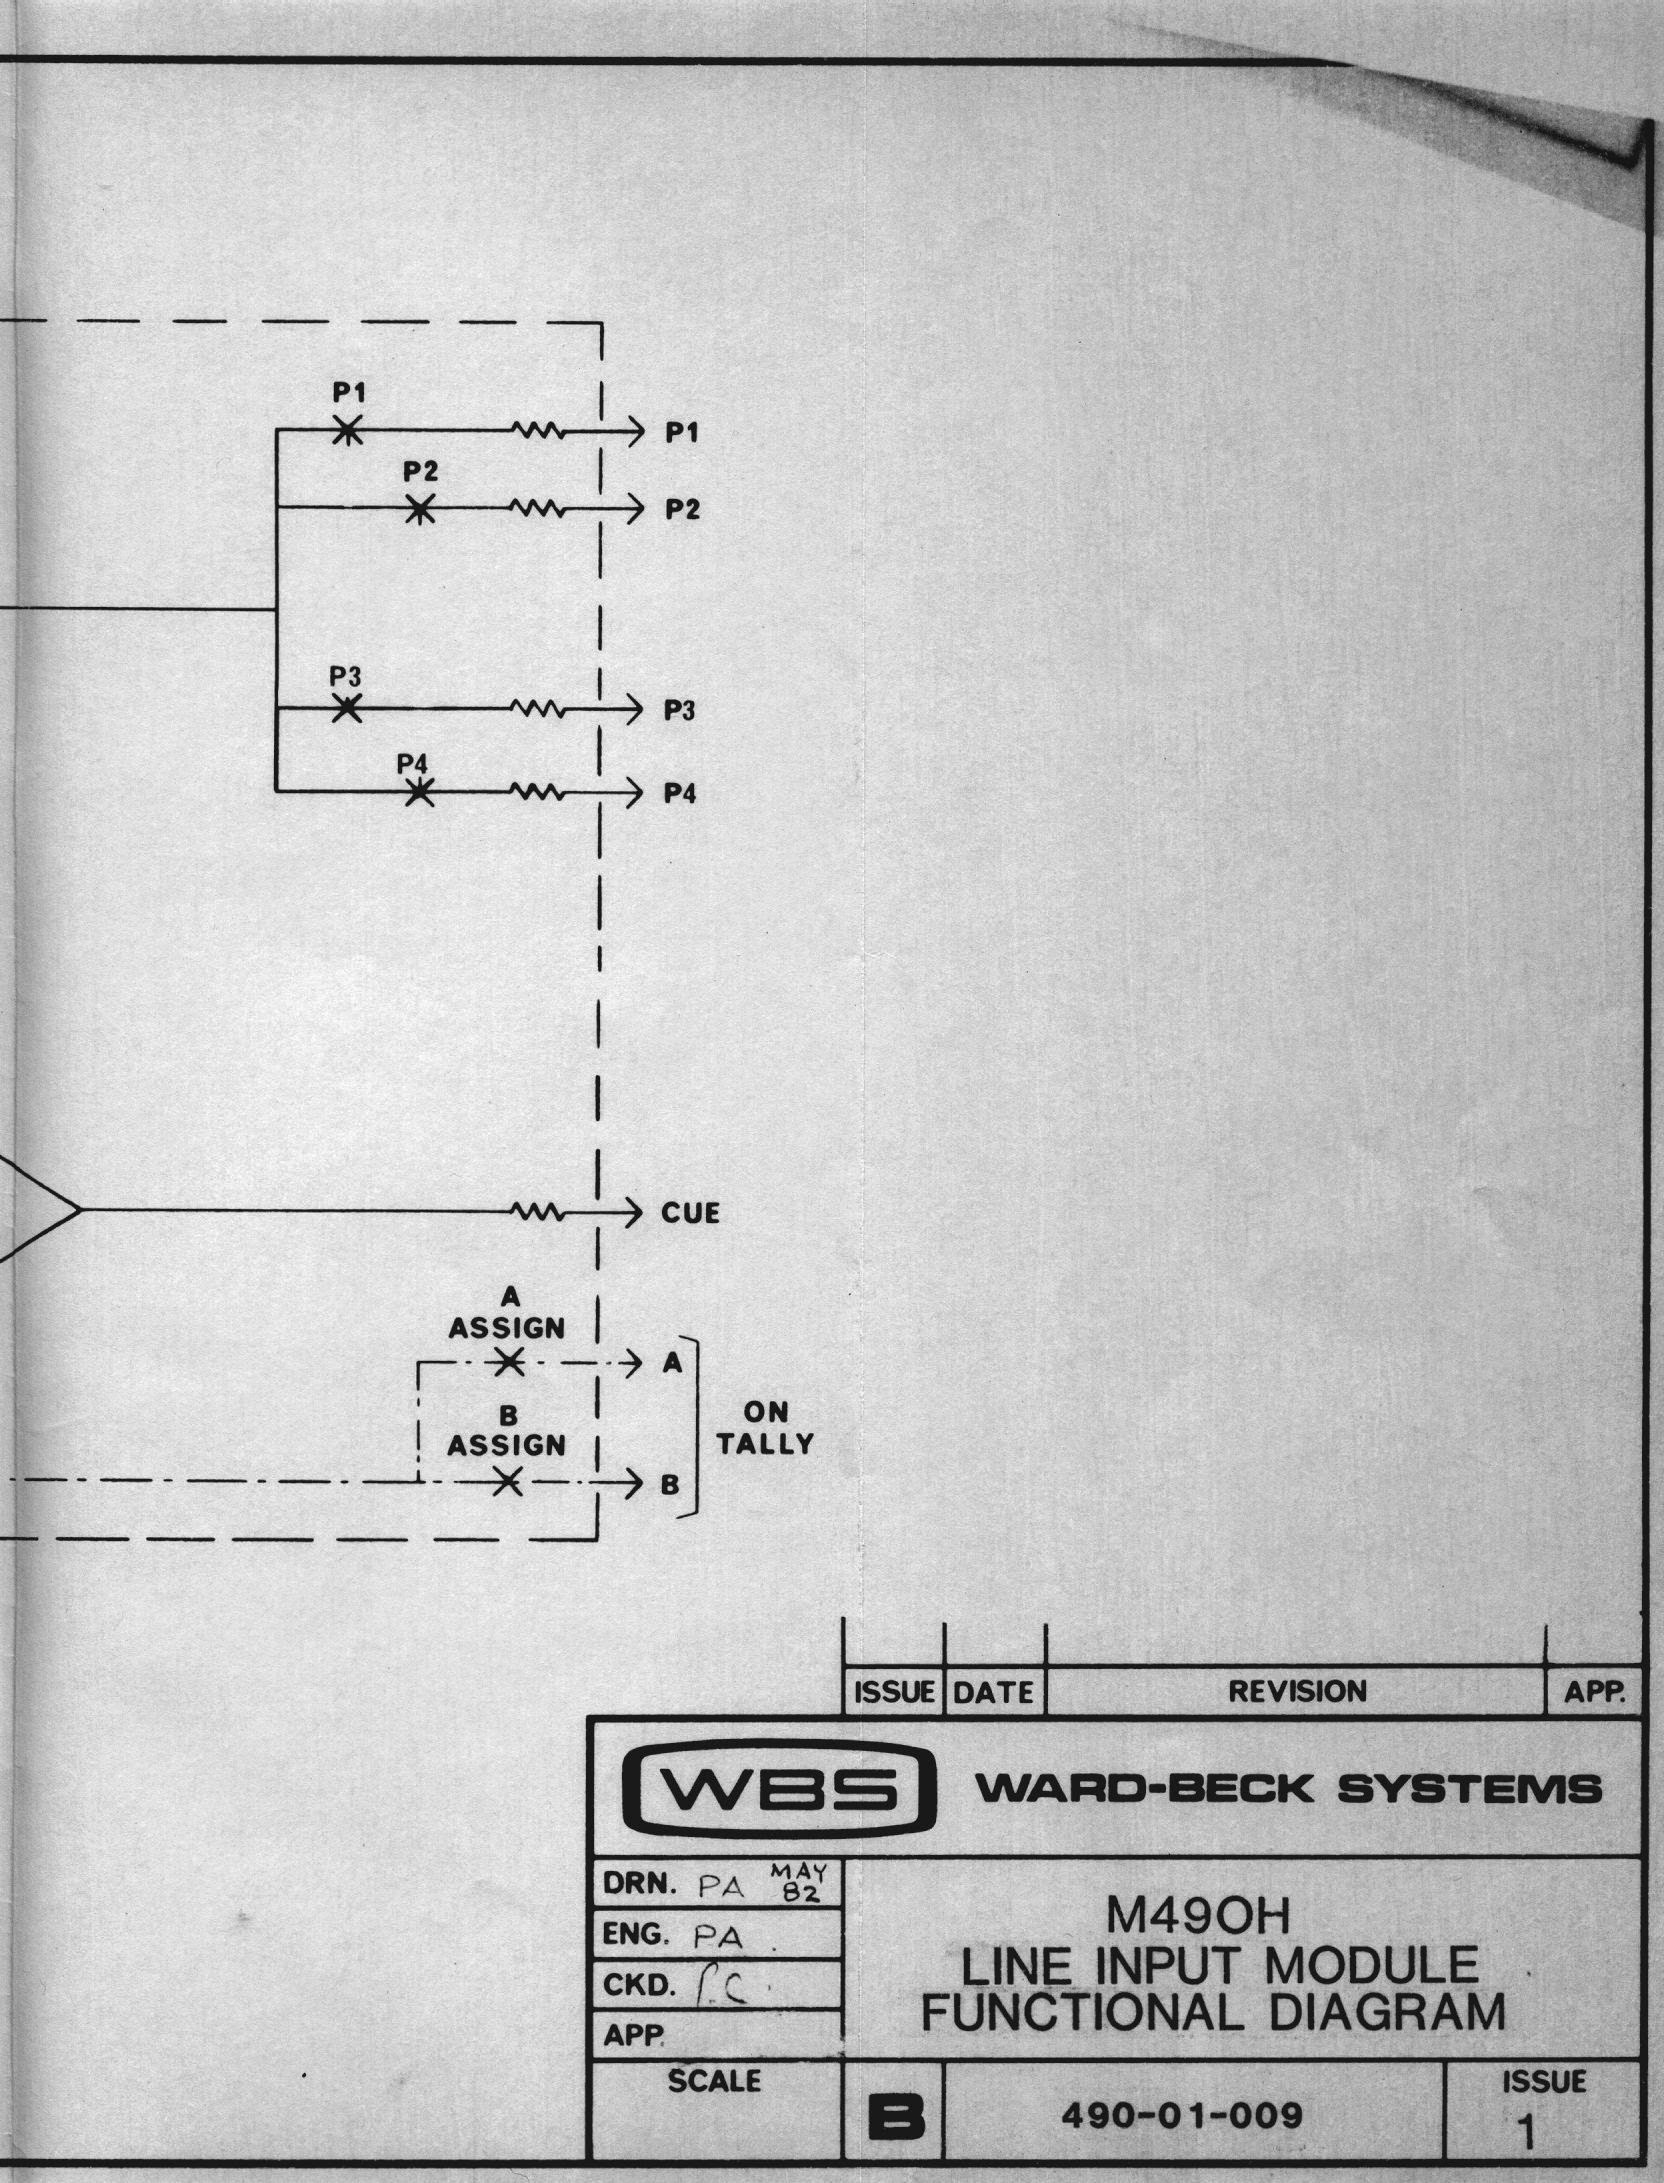 P1
P1
P2
P2
P3
P3
P4
P4
CUE
A
ASSIGN
A
B
ASSIGN
B
ON
TALLY
ISSUE DATE REVISION APP.
WBS WARD-BECK SYSTEMS
DRN. PA MAY 82
ENG. PA
CKD.
APP.
M490H
LINE INPUT MODULE
FUNCTIONAL DIAGRAM
SCALE
B
490-01-009
ISSUE
1